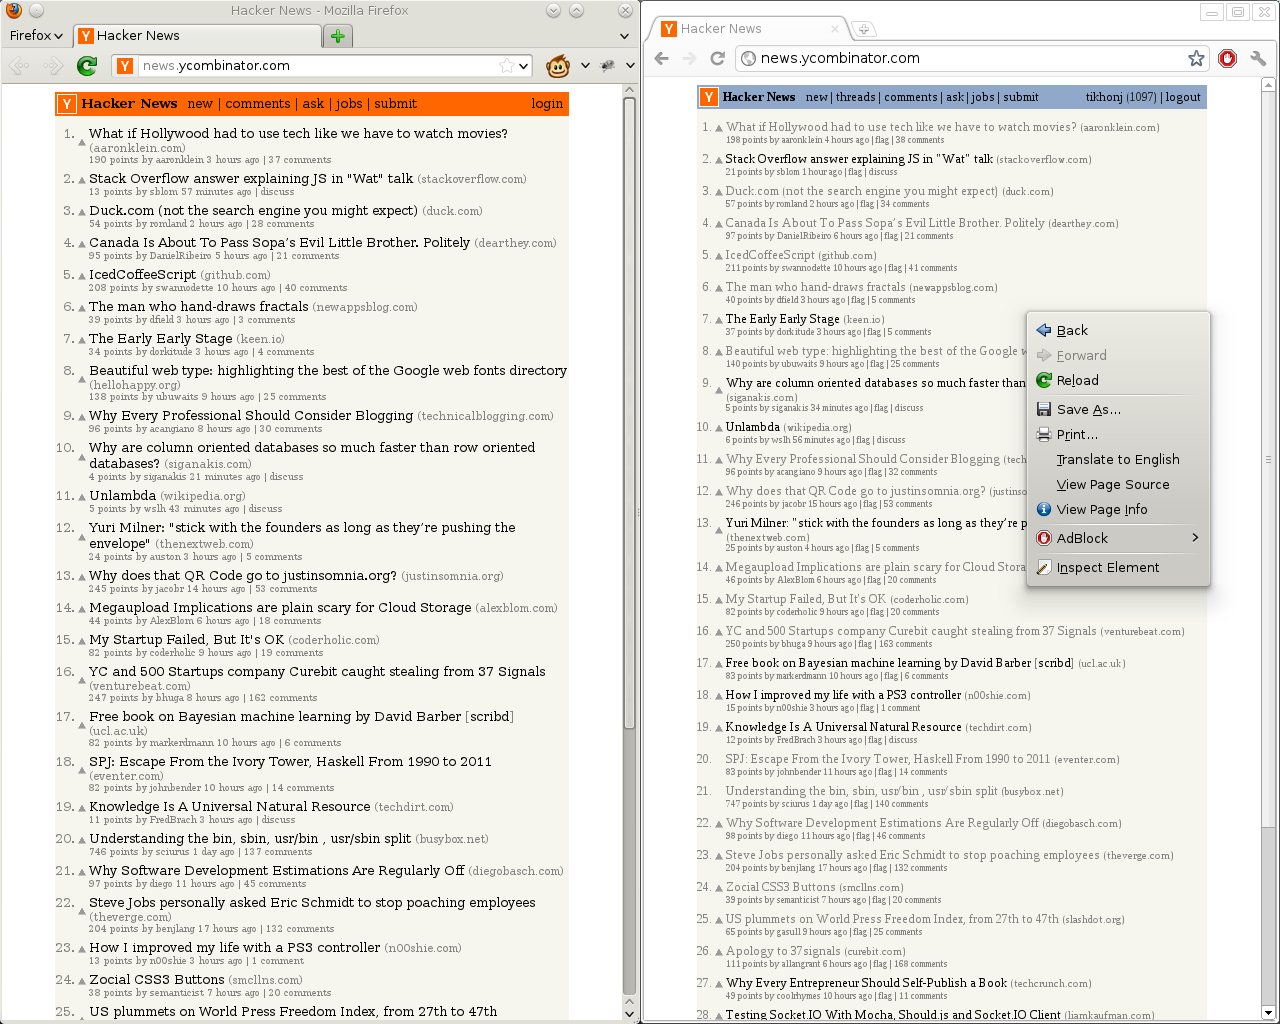 Hacker News - Mozilla Firefox
Firefox
Hacker News
news.ycombinator.com
Y Hacker News new | comments | ask | jobs | submit login
1. What if Hollywood had to use tech like we have to watch movies?
(aaronklein.com)
190 points by aaronklein 3 hours ago | 37 comments
2. Stack Overflow answer explaining JS in "Wat" talk (stackoverflow.com)
13 points by sblom 57 minutes ago | discuss
3. Duck.com (not the search engine you might expect) (duck.com)
54 points by romland 2 hours ago | 28 comments
4. Canada Is About To Pass Sopa's Evil Little Brother. Politely (dearthey.com)
95 points by DanielRibeiro 5 hours ago | 21 comments
5. IcedCoffeeScript (github.com)
208 points by swannodette 10 hours ago | 40 comments
6. The man who hand-draws fractals (newappsblog.com)
39 points by dfield 3 hours ago | 3 comments
7. The Early Early Stage (keen.io)
34 points by dorkitude 3 hours ago | 4 comments
8. Beautiful web type: highlighting the best of the Google web fonts directory
(hellohappy.org)
138 points by ubuwaits 9 hours ago | 25 comments
9. Why Every Professional Should Consider Blogging (technicalblogging.com)
96 points by acangiano 8 hours ago | 30 comments
10. Why are column oriented databases so much faster than row oriented
databases? (siganakis.com)
4 points by siganakis 21 minutes ago | discuss
11. Unlambda (wikipedia.org)
5 points by wslh 43 minutes ago | discuss
12. Yuri Milner: "stick with the founders as long as they're pushing the
envelope" (thenextweb.com)
24 points by auston 3 hours ago | 5 comments
13. Why does that QR Code go to justinsomnia.org? (justinsomnia.org)
245 points by jacobr 14 hours ago | 53 comments
14. Megaupload Implications are plain scary for Cloud Storage (alexblom.com)
44 points by AlexBlom 6 hours ago | 18 comments
15. My Startup Failed, But It's OK (coderholic.com)
82 points by coderholic 9 hours ago | 19 comments
16. YC and 500 Startups company Curebit caught stealing from 37 Signals
(venturebeat.com)
247 points by bhuga 8 hours ago | 162 comments
17. Free book on Bayesian machine learning by David Barber [scribd]
(ucl.ac.uk)
82 points by markerdmann 10 hours ago | 6 comments
18. SPJ: Escape From the Ivory Tower, Haskell From 1990 to 2011
(eventer.com)
82 points by johnbender 10 hours ago | 14 comments
19. Knowledge Is A Universal Natural Resource (techdirt.com)
11 points by FredBrach 3 hours ago | discuss
20. Understanding the bin, sbin, usr/bin , usr/sbin split (busybox.net)
746 points by sciurus 1 day ago | 137 comments
21. Why Software Development Estimations Are Regularly Off (diegobasch.com)
97 points by diego 11 hours ago | 45 comments
22. Steve Jobs personally asked Eric Schmidt to stop poaching employees
(theverge.com)
204 points by benjlang 17 hours ago | 132 comments
23. How I improved my life with a PS3 controller (n00shie.com)
13 points by n00shie 3 hours ago | 1 comment
24. Zocial CSS3 Buttons (smcllns.com)
38 points by semanticist 7 hours ago | 20 comments
25. US plummets on World Press Freedom Index, from 27th to 47th
Hacker News
news.ycombinator.com
Y Hacker News new | threads | comments | ask | jobs | submit tikhonj (1097) | logout
1. What if Hollywood had to use tech like we have to watch movies? (aaronklein.com)
198 points by aaronklein 4 hours ago | flag | 38 comments
2. Stack Overflow answer explaining JS in "Wat" talk (stackoverflow.com)
21 points by sblom 1 hour ago | flag | discuss
3. Duck.com (not the search engine you might expect) (duck.com)
57 points by romland 2 hours ago | flag | 34 comments
4. Canada Is About To Pass Sopa's Evil Little Brother. Politely (dearthey.com)
97 points by DanielRibeiro 6 hours ago | flag | 21 comments
5. IcedCoffeeScript (github.com)
211 points by swannodette 10 hours ago | flag | 41 comments
6. The man who hand-draws fractals (newappsblog.com)
40 points by dfield 3 hours ago | flag | 5 comments
7. The Early Early Stage (keen.io)
37 points by dorkitude 3 hours ago | flag | 5 comments
8. Beautiful web type: highlighting the best of the Google w
140 points by ubuwaits 9 hours ago | flag | 25 comments
9. Why are column oriented databases so much faster than
(siganakis.com)
5 points by siganakis 34 minutes ago | flag | discuss
10. Unlambda (wikipedia.org)
6 points by wslh 56 minutes ago | flag | discuss
11. Why Every Professional Should Consider Blogging (tech
96 points by acangiano 9 hours ago | flag | 32 comments
12. Why does that QR Code go to justinsomnia.org? (justinso
246 points by jacobr 15 hours ago | flag | 53 comments
13. Yuri Milner: "stick with the founders as long as they're p
(thenextweb.com)
25 points by auston 4 hours ago | flag | 5 comments
14. Megaupload Implications are plain scary for Cloud Stora
46 points by AlexBlom 6 hours ago | flag | 20 comments
15. My Startup Failed, But It's OK (coderholic.com)
82 points by coderholic 9 hours ago | flag | 20 comments
16. YC and 500 Startups company Curebit caught stealing from 37 Signals (venturebeat.com)
250 points by bhuga 9 hours ago | flag | 163 comments
17. Free book on Bayesian machine learning by David Barber [scribd] (ucl.ac.uk)
83 points by markerdmann 10 hours ago | flag | 6 comments
18. How I improved my life with a PS3 controller (n00shie.com)
15 points by n00shie 3 hours ago | flag | 1 comment
19. Knowledge Is A Universal Natural Resource (techdirt.com)
12 points by FredBrach 3 hours ago | flag | discuss
20. SPJ: Escape From the Ivory Tower, Haskell From 1990 to 2011 (eventer.com)
83 points by johnbender 11 hours ago | flag | 14 comments
21. Understanding the bin, sbin, usr/bin , usr/sbin split (busybox.net)
747 points by sciurus 1 day ago | flag | 140 comments
22. Why Software Development Estimations Are Regularly Off (diegobasch.com)
98 points by diego 11 hours ago | flag | 46 comments
23. Steve Jobs personally asked Eric Schmidt to stop poaching employees (theverge.com)
204 points by benjlang 17 hours ago | flag | 132 comments
24. Zocial CSS3 Buttons (smcllns.com)
39 points by semanticist 7 hours ago | flag | 20 comments
25. US plummets on World Press Freedom Index, from 27th to 47th (slashdot.org)
65 points by gasull 9 hours ago | flag | 25 comments
26. Apology to 37signals (curebit.com)
111 points by allangrant 6 hours ago | flag | 168 comments
27. Why Every Entrepreneur Should Self-Publish a Book (techcrunch.com)
49 points by coolrhymes 10 hours ago | flag | 11 comments
28. Testing Socket.IO With Mocha, Should.js and Socket.IO Client (liamkaufman.com)
Back
Forward
Reload
Save As...
Print...
Translate to English
View Page Source
View Page Info
AdBlock
Inspect Element